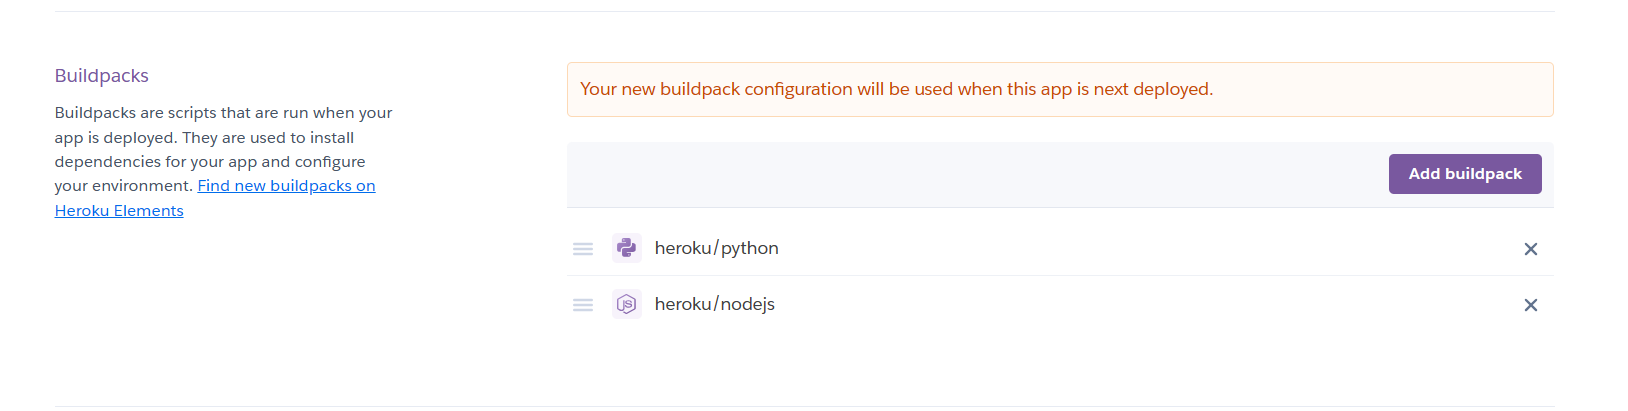 Buildpacks
Buildpacks are scripts that are run when your
app is deployed. They are used to install
dependencies for your app and configure
your environment. Find new buildpacks on
Heroku Elements
Your new buildpack configuration will be used when this app is next deployed.
Add buildpack
heroku/python
JS heroku/nodejs